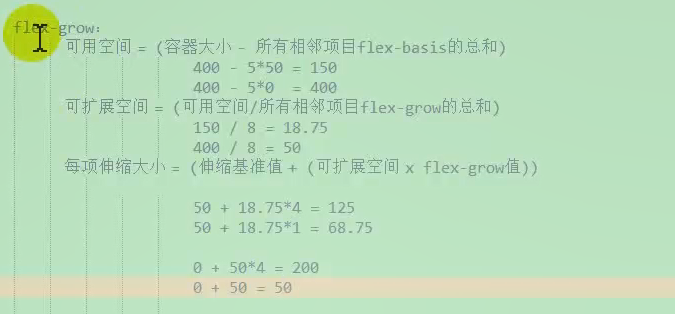 flex-grow:
可用空间 = (容器大小 - 所有相邻项目flex-basis的总和)
400 - 5*50 = 150
400 - 5*0 = 400
可扩展空间 = (可用空间/所有相邻项目flex-grow的总和)
150 / 8 = 18.75
400 / 8 = 50
每项伸缩大小 = (伸缩基准值 + (可扩展空间 x flex-grow值))
50 + 18.75*4 = 125
50 + 18.75*1 = 68.75
0 + 50*4 = 200
0 + 50 = 50